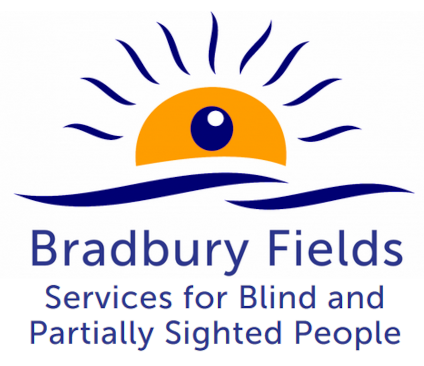 Bradbury Fields
Services for Blind and
Partially Sighted People